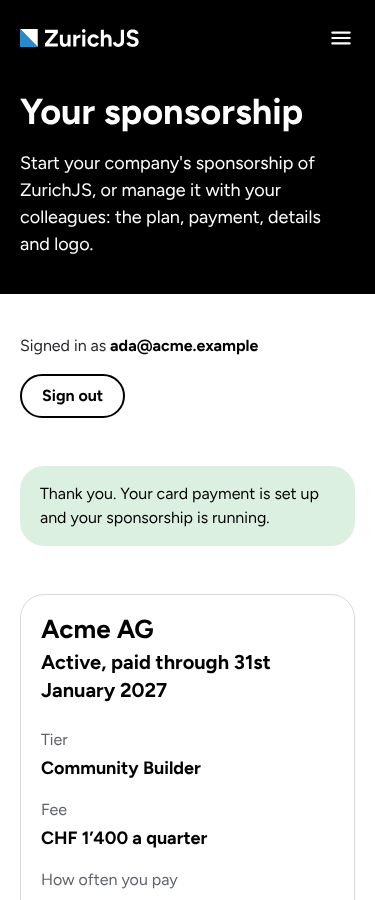 ZurichJS
Your sponsorship
Start your company's sponsorship of
ZurichJS, or manage it with your
colleagues: the plan, payment, details
and logo.
Signed in as ada@acme.example
Sign out
Thank you. Your card payment is set up
and your sponsorship is running.
Acme AG
Active, paid through 31st
January 2027
Tier
Community Builder
Fee
CHF 1’400 a quarter
How often you pay